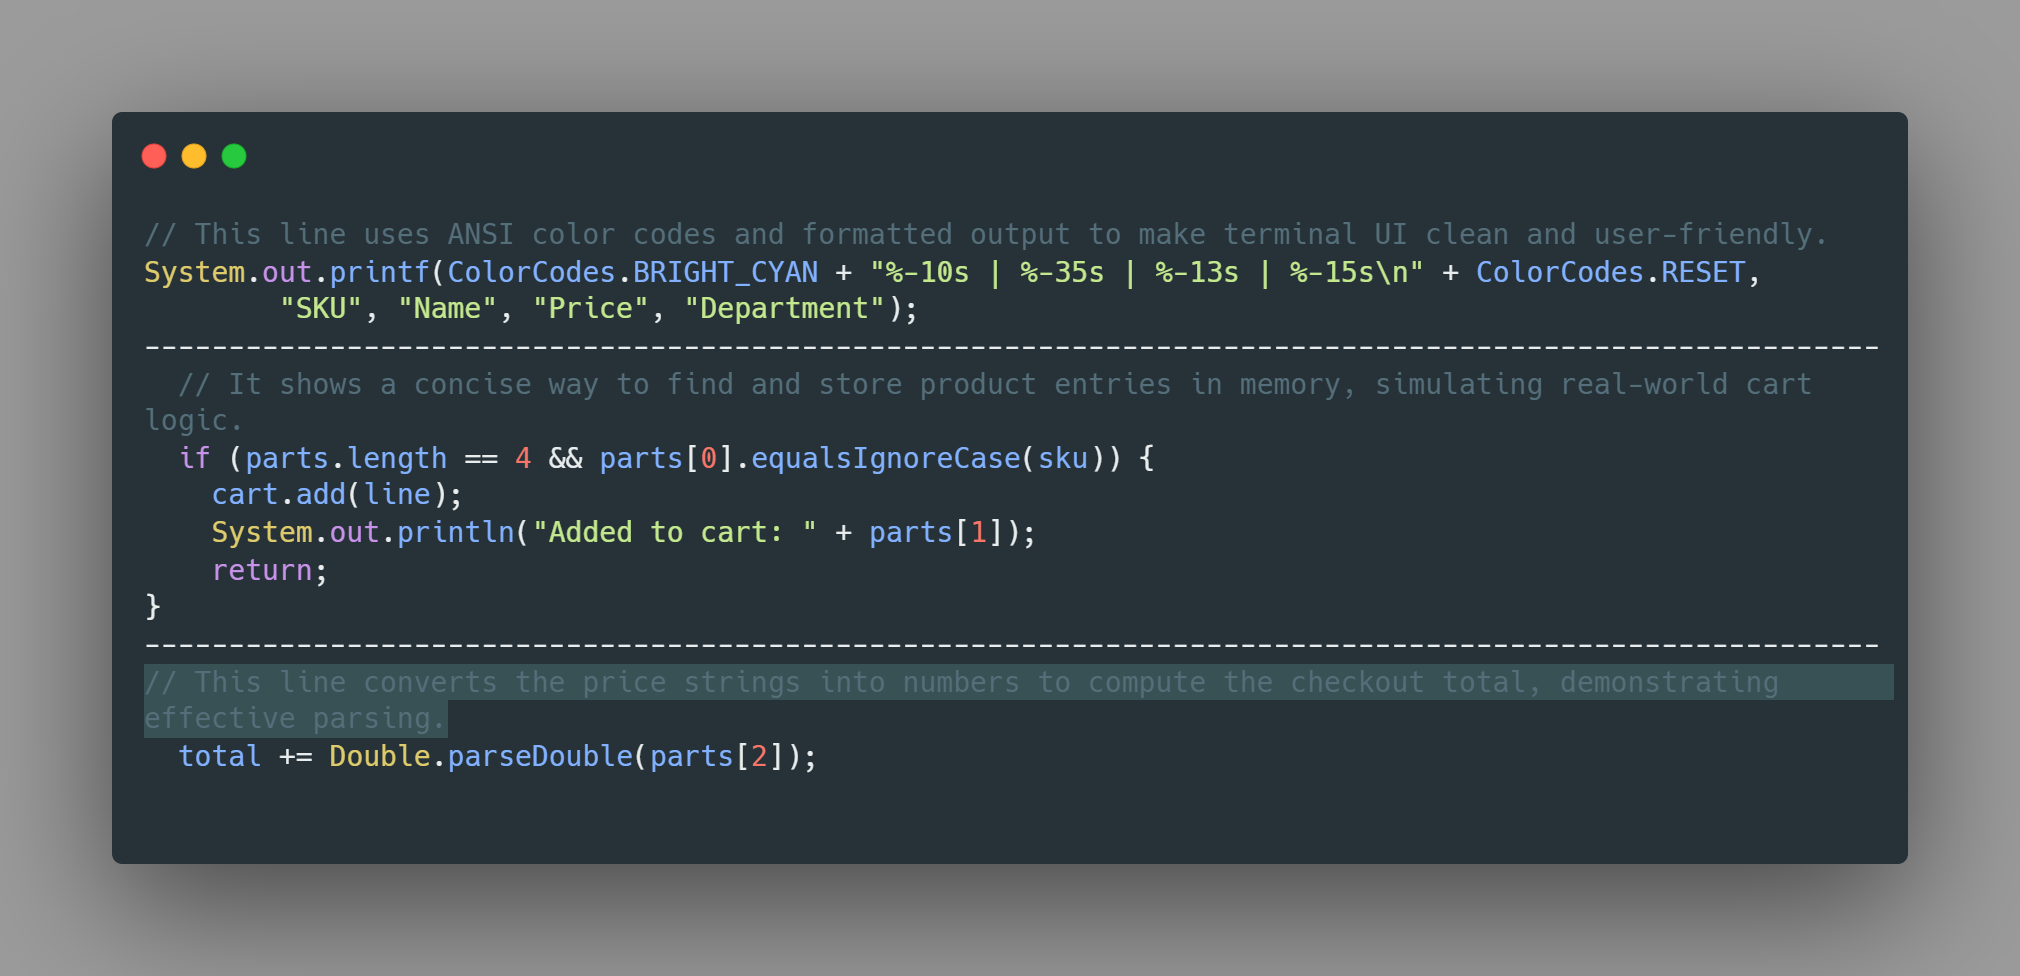 // This line uses ANSI color codes and formatted output to make terminal UI clean and user-friendly.
System.out.printf(ColorCodes.BRIGHT_CYAN + "%-10s | %-35s | %-13s | %-15s\n" + ColorCodes.RESET,
        "SKU", "Name", "Price", "Department");
-------------------------------------------------------------------------------------------------------
  // It shows a concise way to find and store product entries in memory, simulating real-world cart
logic.
  if (parts.length == 4 && parts[0].equalsIgnoreCase(sku)) {
    cart.add(line);
    System.out.println("Added to cart: " + parts[1]);
    return;
}
-------------------------------------------------------------------------------------------------------
// This line converts the price strings into numbers to compute the checkout total, demonstrating
effective parsing.
  total += Double.parseDouble(parts[2]);